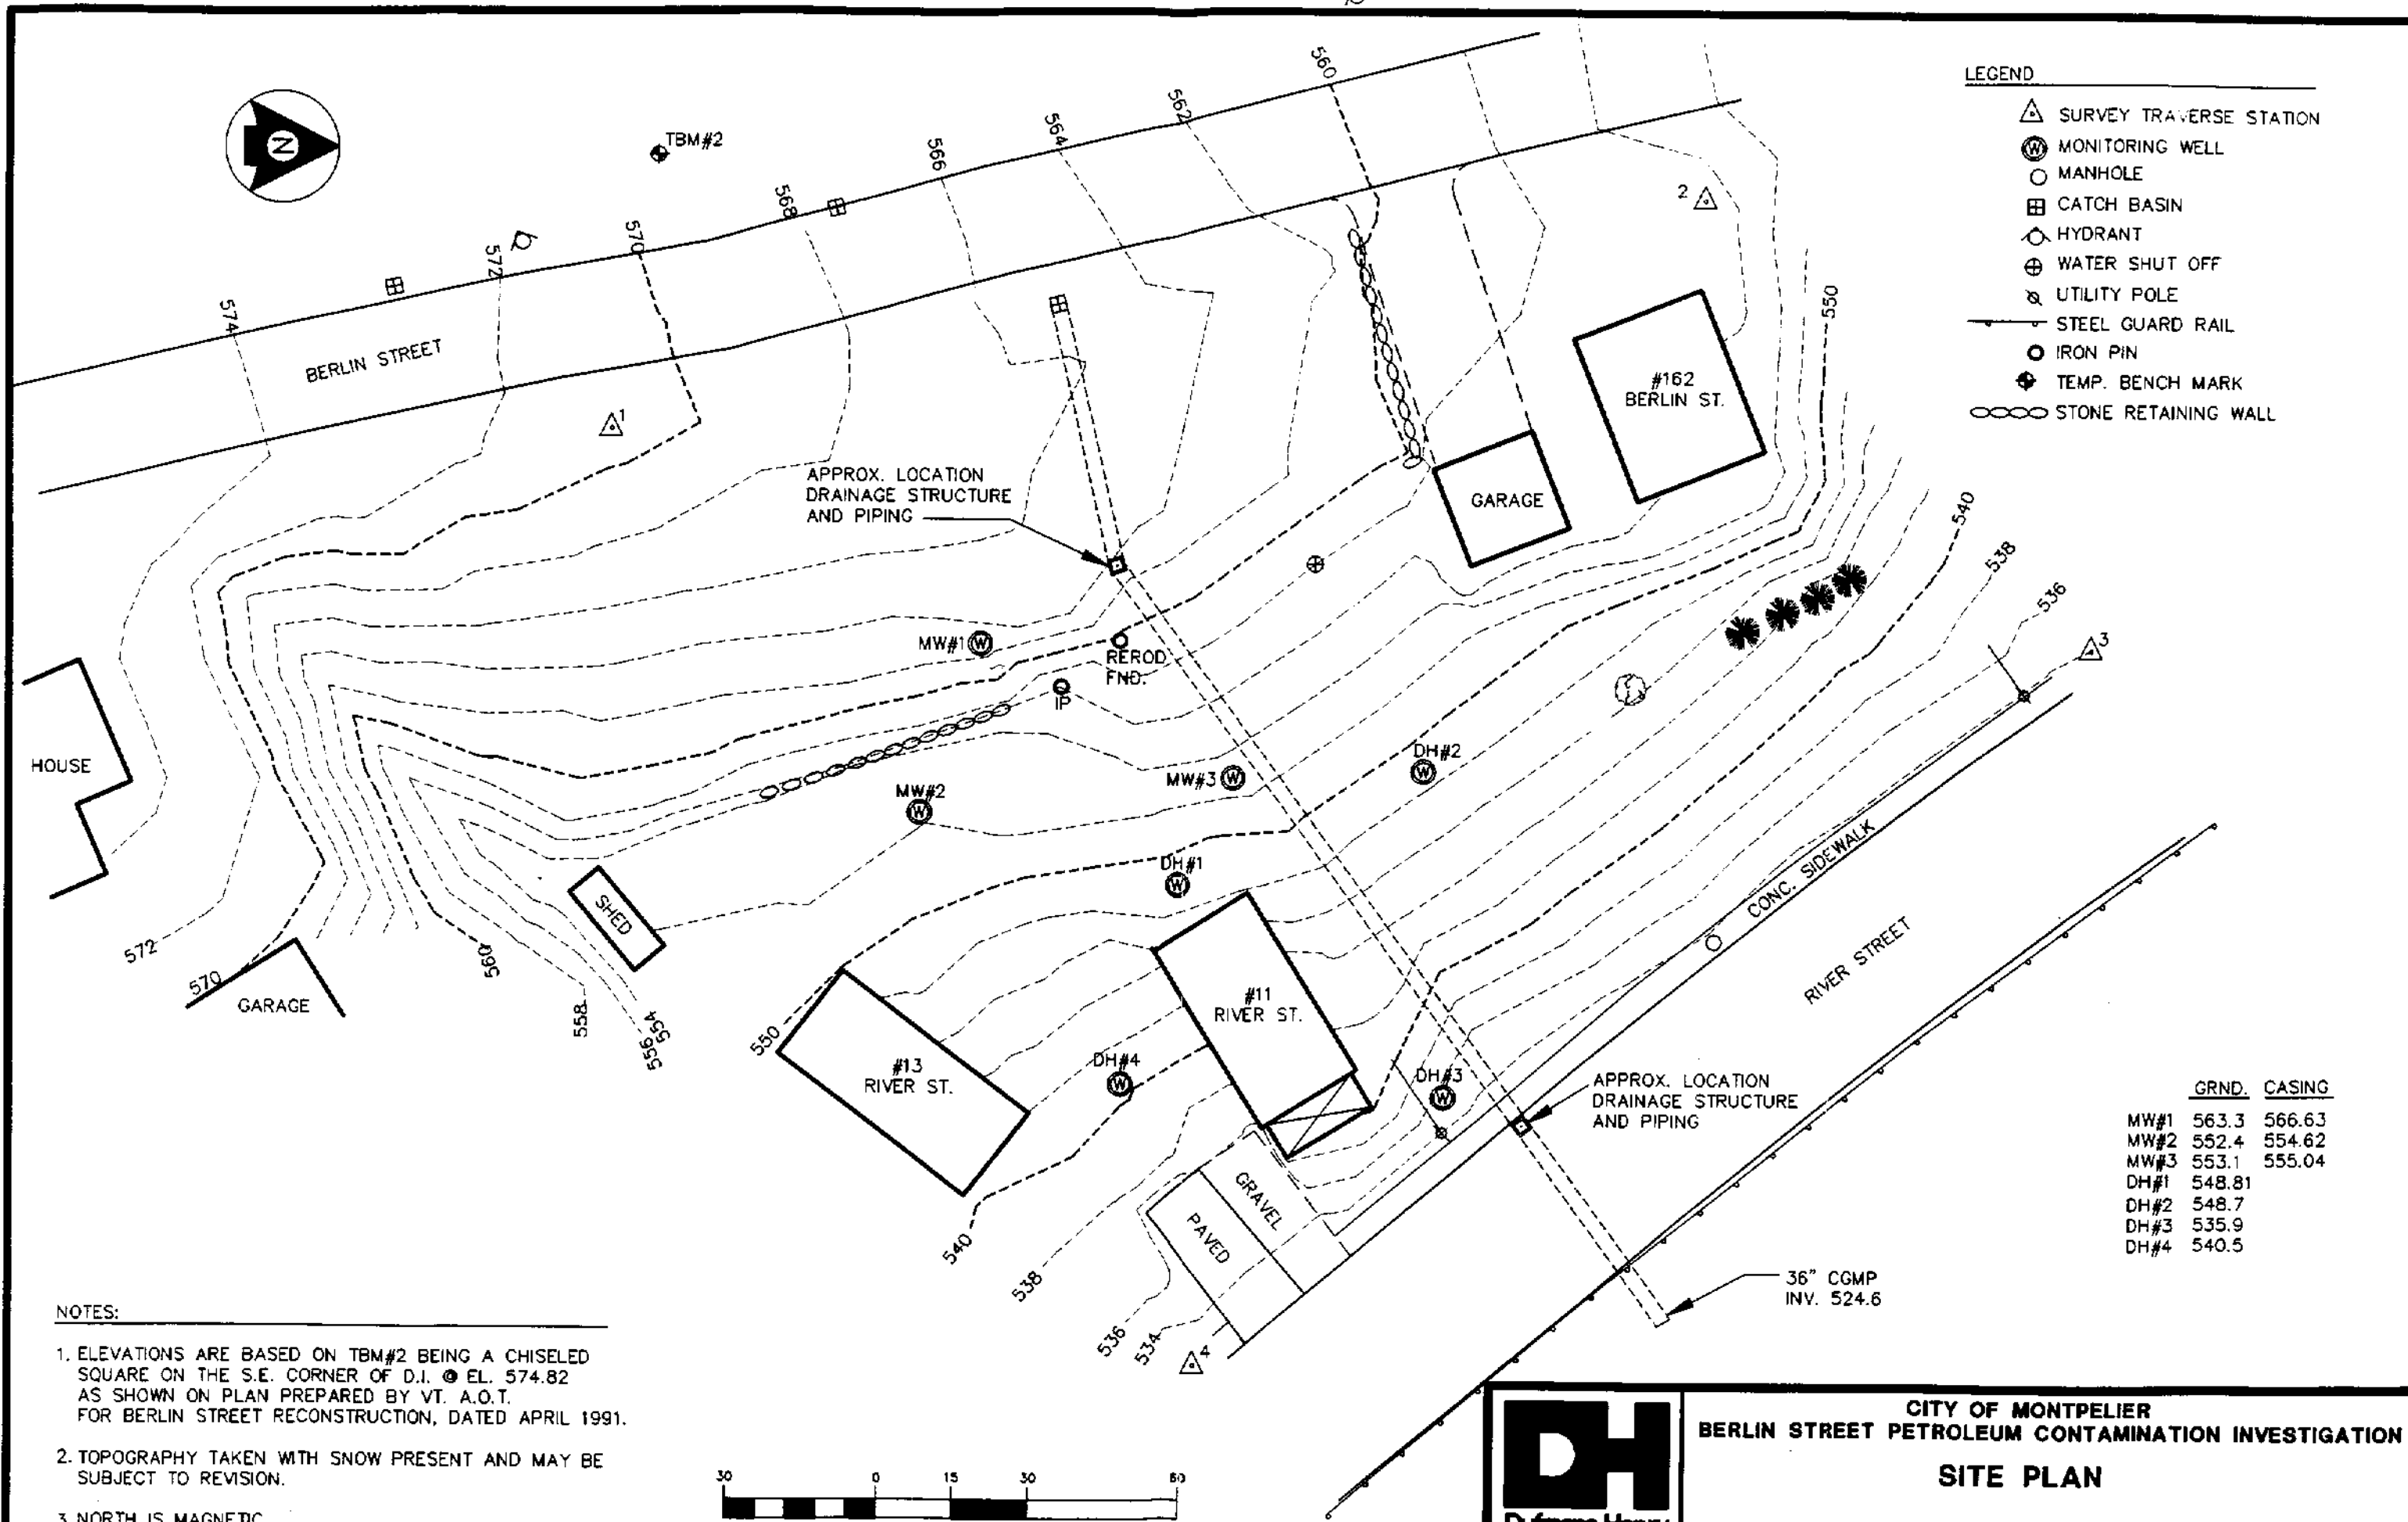 N
TBM#2
574
572
570
568
566
564
562
560
BERLIN STREET
1
2
LEGEND
SURVEY TRAVERSE STATION
W MONITORING WELL
MANHOLE
CATCH BASIN
HYDRANT
WATER SHUT OFF
UTILITY POLE
STEEL GUARD RAIL
IRON PIN
TEMP. BENCH MARK
STONE RETAINING WALL
550
#162
BERLIN ST.
GARAGE
APPROX. LOCATION
DRAINAGE STRUCTURE
AND PIPING
540
538
536
3
MW#1 W
REROD
FND.
IP
HOUSE
MW#2
W
MW#3 W
DH#2
W
DH#1
W
SHED
CONC. SIDEWALK
RIVER STREET
572
570
GARAGE
560
558
556
554
550
#13
RIVER ST.
#11
RIVER ST.
DH#4
W
DH#3
W
APPROX. LOCATION
DRAINAGE STRUCTURE
AND PIPING
GRAVEL
PAVED
540
538
536
534
4
36" CGMP
INV. 524.6
GRND. CASING
MW#1 563.3 566.63
MW#2 552.4 554.62
MW#3 553.1 555.04
DH#1 548.81
DH#2 548.7
DH#3 535.9
DH#4 540.5
NOTES:
1. ELEVATIONS ARE BASED ON TBM#2 BEING A CHISELED
SQUARE ON THE S.E. CORNER OF D.I. @ EL. 574.82
AS SHOWN ON PLAN PREPARED BY VT. A.O.T.
FOR BERLIN STREET RECONSTRUCTION, DATED APRIL 1991.
2. TOPOGRAPHY TAKEN WITH SNOW PRESENT AND MAY BE
SUBJECT TO REVISION.
3. NORTH IS MAGNETIC
30 0 15 30 60
DH
CITY OF MONTPELIER
BERLIN STREET PETROLEUM CONTAMINATION INVESTIGATION
SITE PLAN